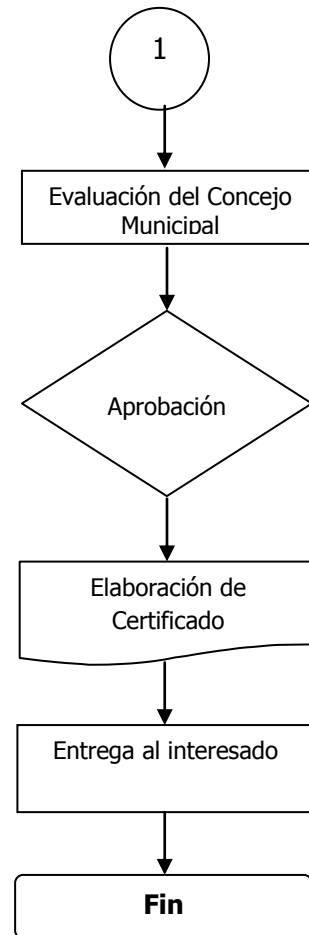 1
Evaluación del Concejo
Municipal
Aprobación
Elaboración de
Certificado
Entrega al interesado
Fin